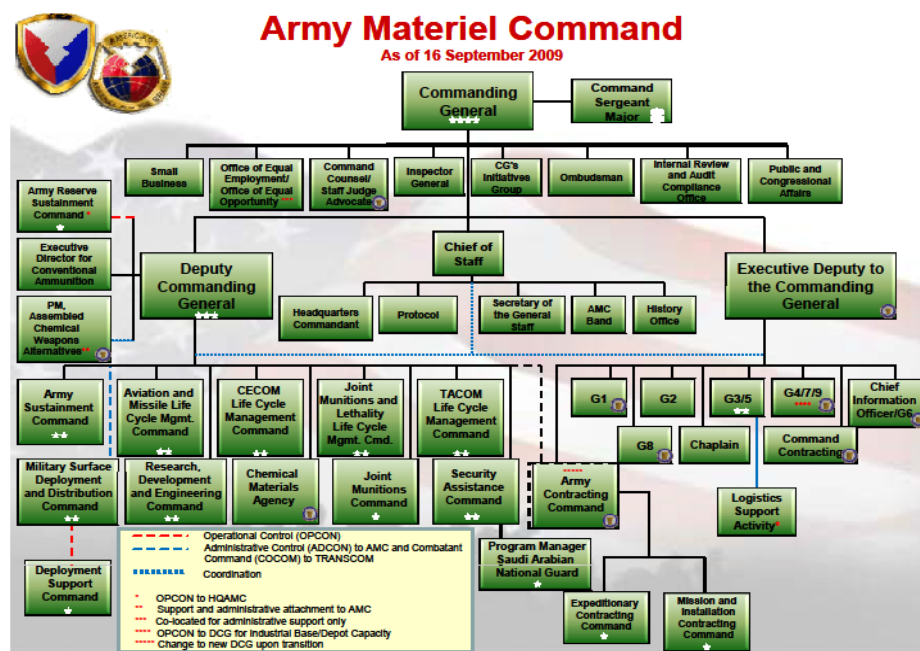 Army Materiel Command
As of 16 September 2009
Commanding
General
Command
Sergeant
Major
Small
Business
Office of Equal
Employment/
Office of Equal
Opportunity ***
Command
Counsel/
Staff Judge
Advocate
Inspector
General
CG's
Initiatives
Group
Ombudsman
Internal Review
and Audit
Compliance
Office
Public and
Congressional
Affairs
Army Reserve
Sustainment
Command *
Executive
Director for
Conventional
Ammunition
PM,
Assembled
Chemical
Weapons
Alternatives**
Deputy
Commanding
General
Chief of
Staff
Executive Deputy to
the Commanding
General
Headquarters
Commandant
Protocol
Secretary of
the General
Staff
AMC
Band
History
Office
Army
Sustainment
Command
Aviation and
Missile Life
Cycle Mgmt.
Command
CECOM
Life Cycle
Management
Command
Joint
Munitions and
Lethality
Life Cycle
Mgmt. Cmd.
TACOM
Life Cycle
Management
Command
G1
G2
G3/5
G4/7/9
****
Chief
Information
Officer/G6
G8
Chaplain
Command
Contracting
Military Surface
Deployment
and Distribution
Command
Research,
Development
and Engineering
Command
Chemical
Materials
Agency
Joint
Munitions
Command
Security
Assistance
Command
*****
Army
Contracting
Command
Logistics
Support
Activity*
Deployment
Support
Command
Program Manager
Saudi Arabian
National Guard
Expeditionary
Contracting
Command
Mission and
Installation
Contracting
Command
Operational Control (OPCON)
Administrative Control (ADCON) to AMC and Combatant
Command (COCOM) to TRANSCOM
Coordination
* OPCON to HQAMC
** Support and administrative attachment to AMC
*** Co-located for administrative support only
**** OPCON to DCG for Industrial Base/Depot Capacity
***** Change to new DCG upon transition